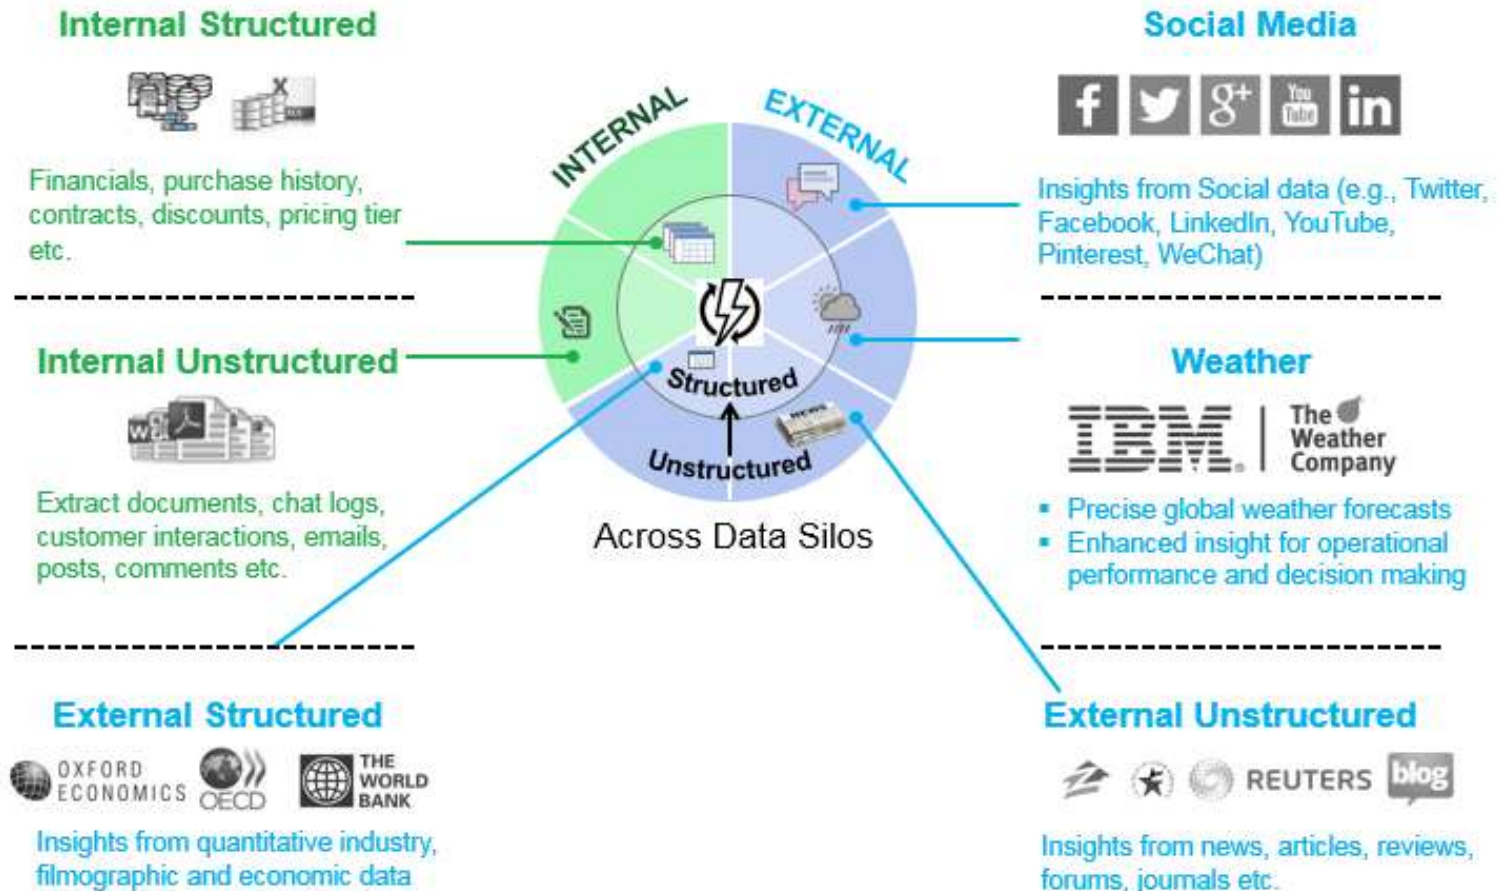 Internal Structured
X
Financials, purchase history,
contracts, discounts, pricing tier
etc.
Internal Unstructured
W
Extract documents, chat logs,
customer interactions, emails,
posts, comments etc.
External Structured
OXFORD
ECONOMICS
OECD
THE
WORLD
BANK
Insights from quantitative industry,
filmographic and economic data
INTERNAL
EXTERNAL
Structured
NEWS
Unstructured
Across Data Silos
Social Media
f
g+
You
Tube
in
Insights from Social data (e.g., Twitter,
Facebook, LinkedIn, YouTube,
Pinterest, WeChat)
Weather
IBM.
The
Weather
Company
▪ Precise global weather forecasts
▪ Enhanced insight for operational
performance and decision making
External Unstructured
REUTERS
blog
Insights from news, articles, reviews,
forums, journals etc.